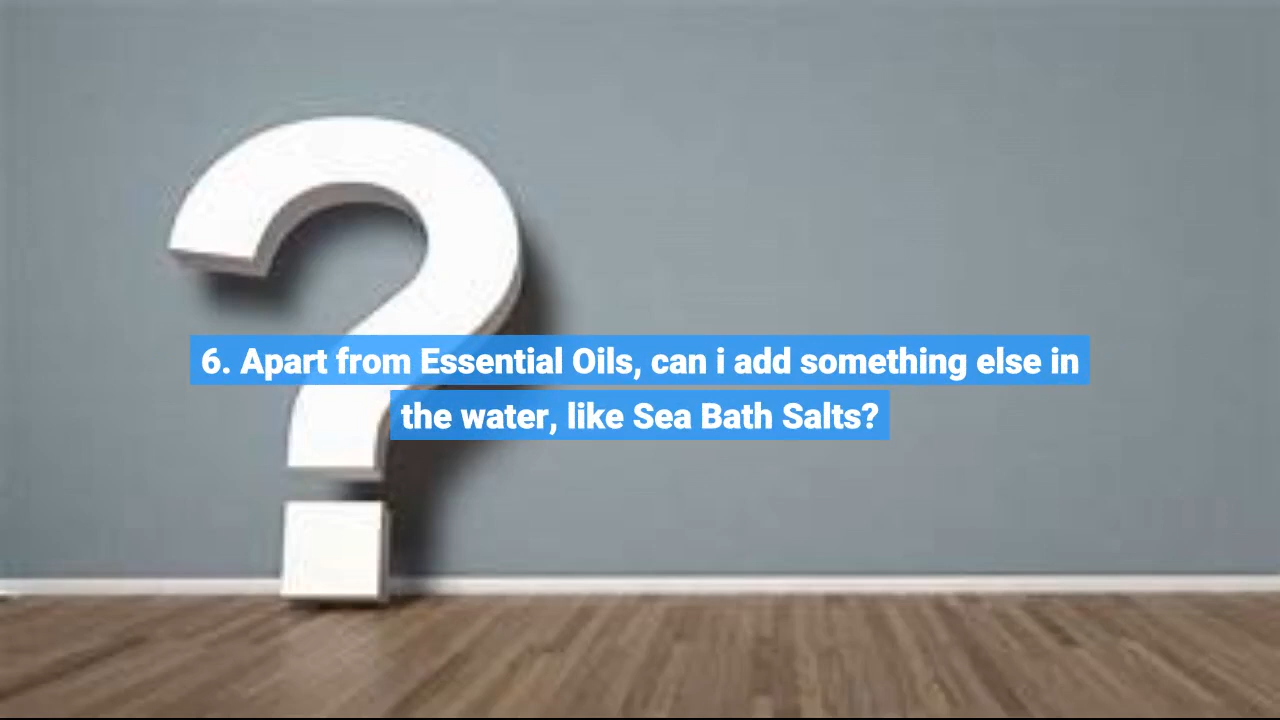 6. Apart from Essential Oils, can i add something else in
the water, like Sea Bath Salts?